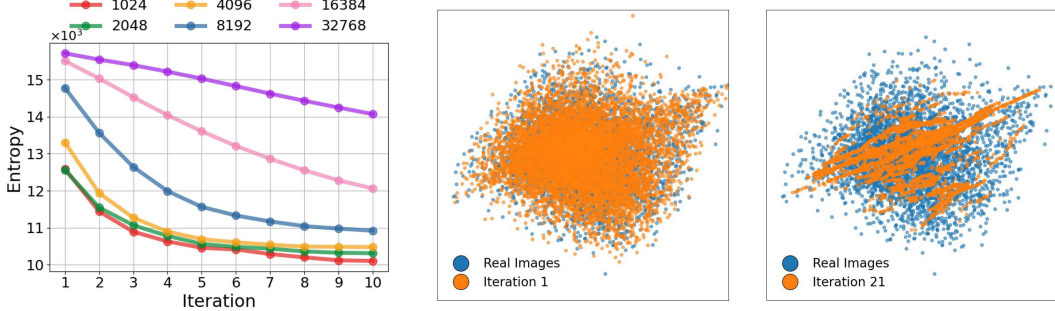 1024 4096 16384
2048 8192 32768
×10³
Entropy
15
14
13
12
11
10
1 2 3 4 5 6 7 8 9 10
Iteration
Real Images
Iteration 1
Real Images
Iteration 21